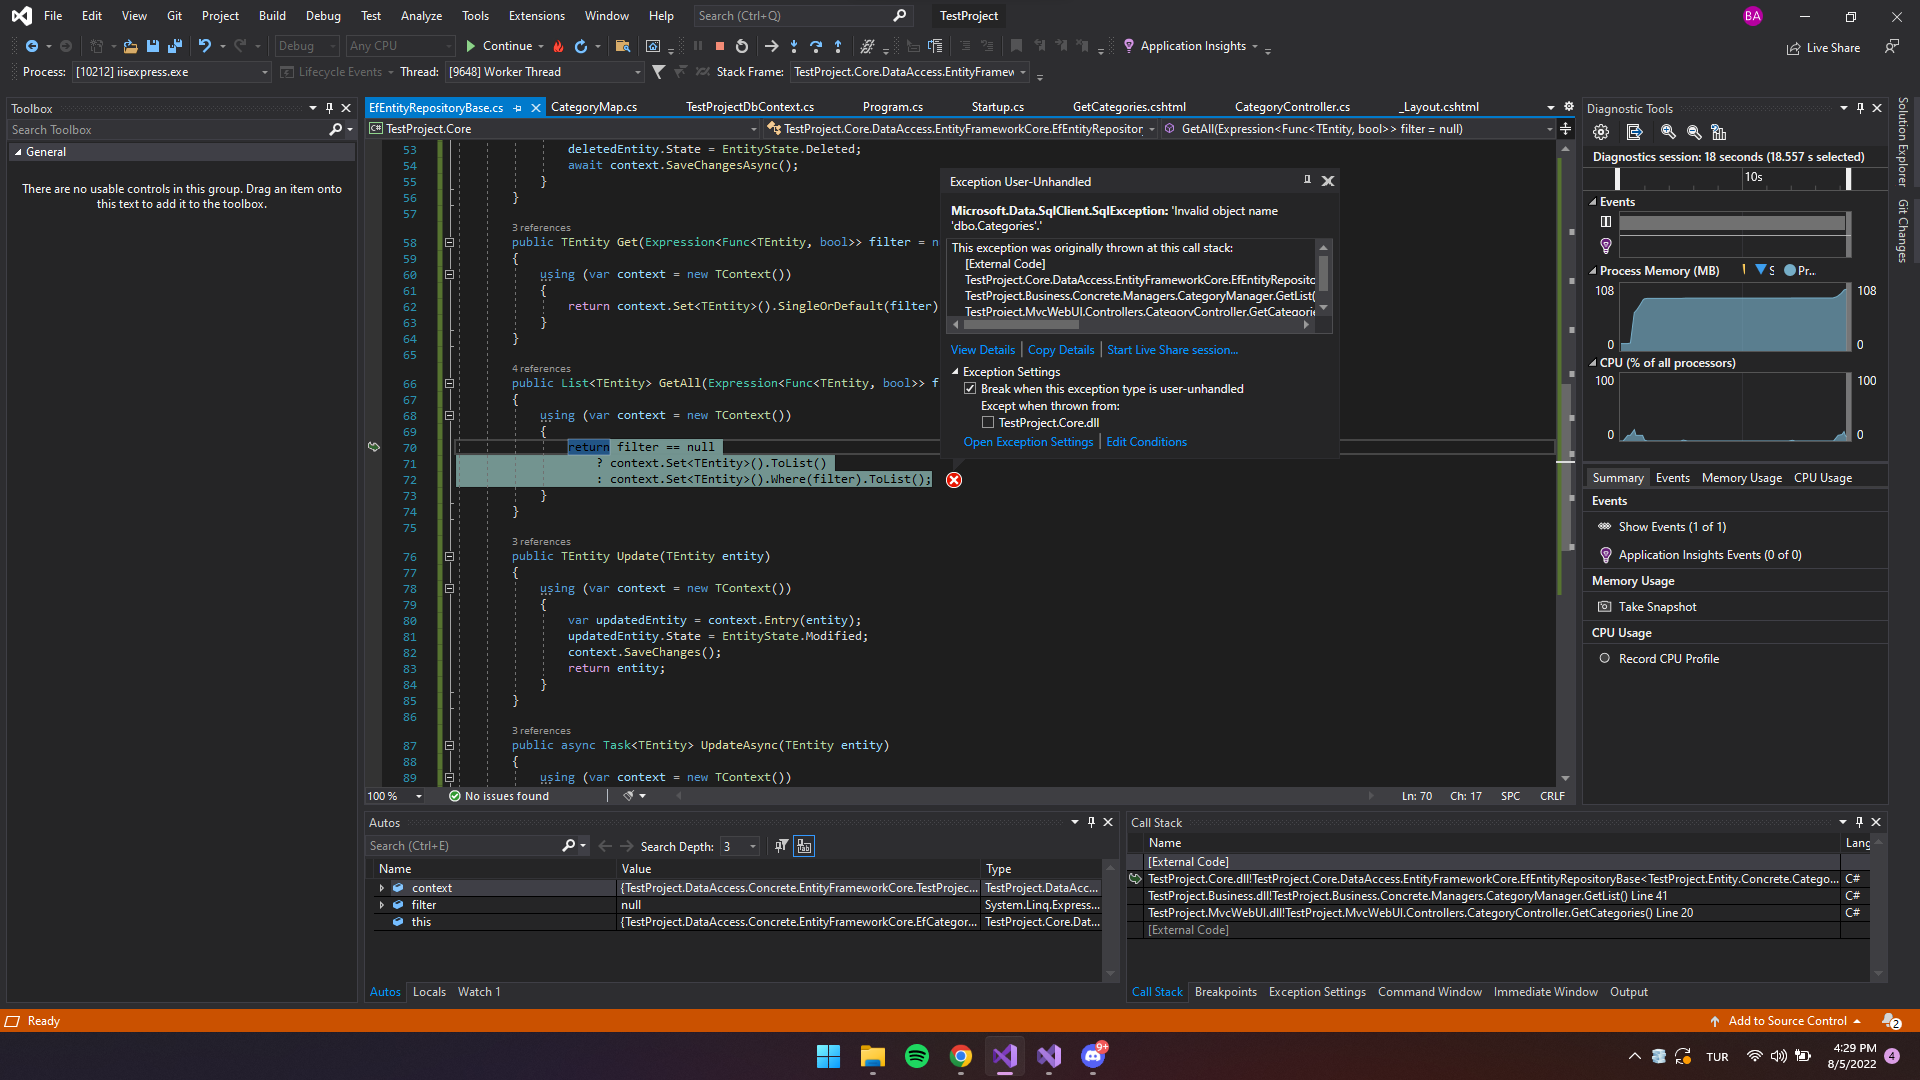 File Edit View Git Project Build Debug Test Analyze Tools Extensions Window Help Search (Ctrl+Q) TestProject BA
Debug Any CPU Continue Application Insights Live Share
Process: [10212] iisexpress.exe Lifecycle Events Thread: [9648] Worker Thread Stack Frame: TestProject.Core.DataAccess.EntityFramew
Toolbox
Search Toolbox
General
There are no usable controls in this group. Drag an item onto
this text to add it to the toolbox.
EfEntityRepositoryBase.cs CategoryMap.cs TestProjectDbContext.cs Program.cs Startup.cs GetCategories.cshtml CategoryController.cs _Layout.cshtml
TestProject.Core TestProject.Core.DataAccess.EntityFrameworkCore.EfEntityRepositor GetAll(Expression<Func<TEntity, bool>> filter = null)
53 deletedEntity.State = EntityState.Deleted;
54 await context.SaveChangesAsync();
55 }
56 }
57
3 references
58 public TEntity Get(Expression<Func<TEntity, bool>> filter = n
59 {
60 using (var context = new TContext())
61 {
62 return context.Set<TEntity>().SingleOrDefault(filter)
63 }
64 }
65
4 references
66 public List<TEntity> GetAll(Expression<Func<TEntity, bool>> f
67 {
68 using (var context = new TContext())
69 {
70 return filter == null
71 ? context.Set<TEntity>().ToList()
72 : context.Set<TEntity>().Where(filter).ToList();
73 }
74 }
75
3 references
76 public TEntity Update(TEntity entity)
77 {
78 using (var context = new TContext())
79 {
80 var updatedEntity = context.Entry(entity);
81 updatedEntity.State = EntityState.Modified;
82 context.SaveChanges();
83 return entity;
84 }
85 }
86
3 references
87 public async Task<TEntity> UpdateAsync(TEntity entity)
88 {
89 using (var context = new TContext())
100 % No issues found Ln: 70 Ch: 17 SPC CRLF
Exception User-Unhandled
Microsoft.Data.SqlClient.SqlException: 'Invalid object name
'dbo.Categories'.'
This exception was originally thrown at this call stack:
[External Code]
TestProject.Core.DataAccess.EntityFrameworkCore.EfEntityReposito
TestProject.Business.Concrete.Managers.CategoryManager.GetList(
TestProject.MvcWebUI.Controllers.CategoryController.GetCategorie
View Details Copy Details Start Live Share session...
Exception Settings
Break when this exception type is user-unhandled
Except when thrown from:
TestProject.Core.dll
Open Exception Settings Edit Conditions
Diagnostic Tools
Diagnostics session: 18 seconds (18.557 s selected)
10s
Events
Process Memory (MB) S Pr...
108 108
0 0
CPU (% of all processors)
100 100
0 0
Summary Events Memory Usage CPU Usage
Events
Show Events (1 of 1)
Application Insights Events (0 of 0)
Memory Usage
Take Snapshot
CPU Usage
Record CPU Profile
Solution Explorer
Git Changes
Autos
Search (Ctrl+E) Search Depth: 3
Name Value Type
context {TestProject.DataAccess.Concrete.EntityFrameworkCore.TestProjec... TestProject.DataAcc...
filter null System.Linq.Express...
this {TestProject.DataAccess.Concrete.EntityFrameworkCore.EfCategor... TestProject.Core.Dat...
Autos Locals Watch 1
Call Stack
Name Lang
[External Code]
TestProject.Core.dll!TestProject.Core.DataAccess.EntityFrameworkCore.EfEntityRepositoryBase<TestProject.Entity.Concrete.Catego... C#
TestProject.Business.dll!TestProject.Business.Concrete.Managers.CategoryManager.GetList() Line 41 C#
TestProject.MvcWebUI.dll!TestProject.MvcWebUI.Controllers.CategoryController.GetCategories() Line 20 C#
[External Code]
Call Stack Breakpoints Exception Settings Command Window Immediate Window Output
Ready Add to Source Control 2
9+ TUR 4:29 PM 4
8/5/2022